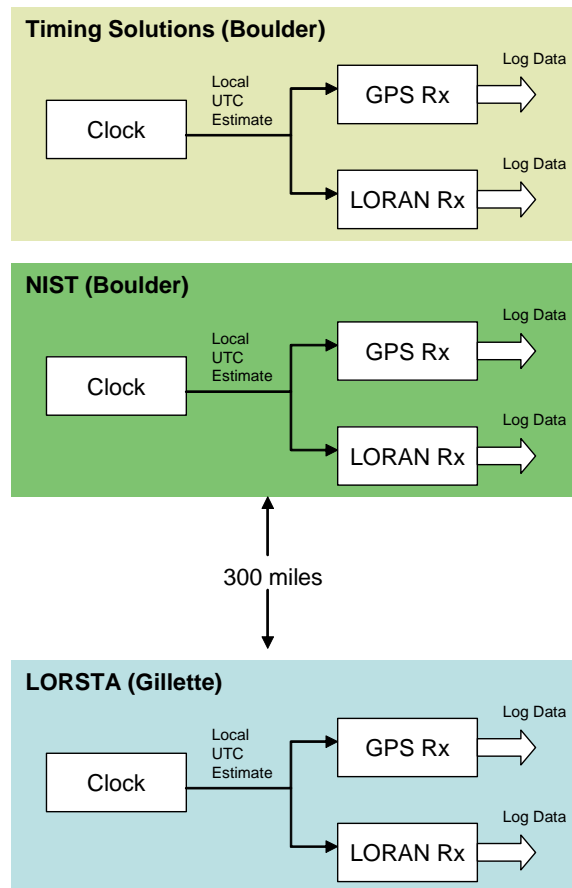 Timing Solutions (Boulder)
Log Data
Local
UTC
Estimate
GPS Rx
Clock
Log Data
LORAN Rx
NIST (Boulder)
Log Data
Local
UTC
Estimate
GPS Rx
Clock
Log Data
LORAN Rx
300 miles
LORSTA (Gillette)
Log Data
Local
UTC
Estimate
GPS Rx
Clock
Log Data
LORAN Rx